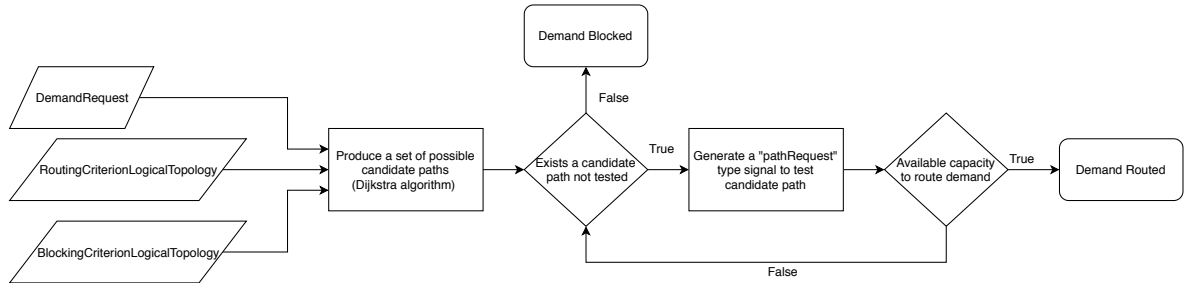 Demand Blocked
False
DemandRequest
RoutingCriterionLogicalTopology
BlockingCriterionLogicalTopology
Produce a set of possible
candidate paths
(Dijkstra algorithm)
Exists a candidate
path not tested
True
Generate a "pathRequest"
type signal to test
candidate path
Available capacity
to route demand
True
Demand Routed
False